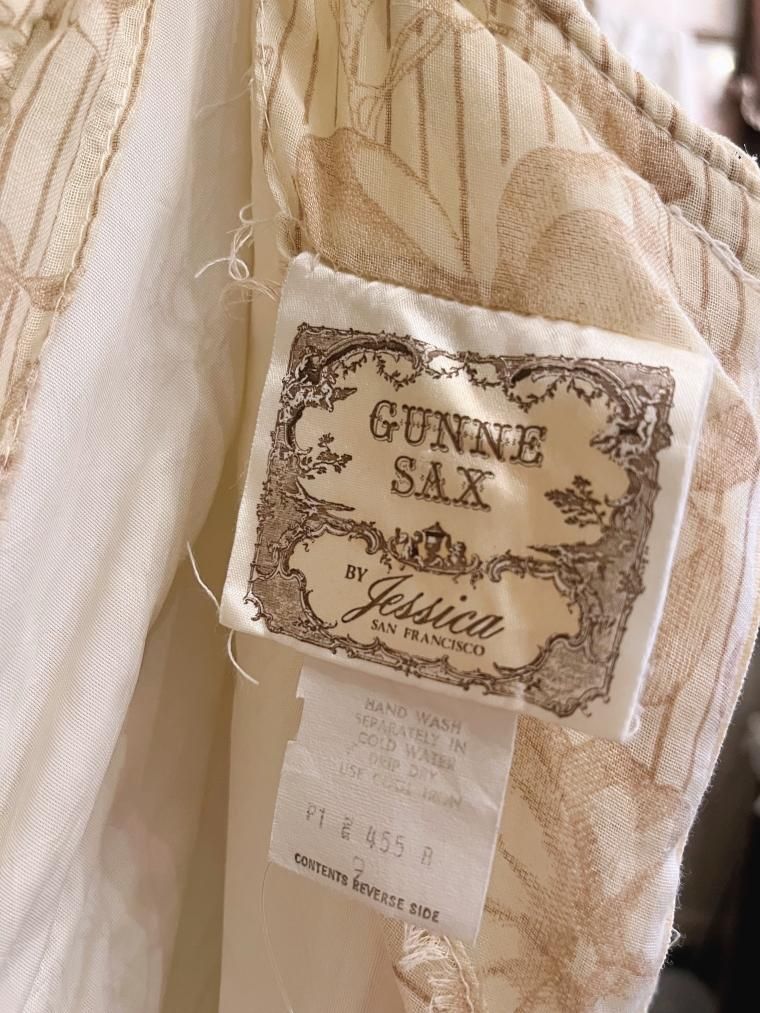 GUNNE
SAX
BY Jessica
SAN FRANCISCO
HAND WASH
SEPARATELY IN
COLD WATER
DRIP DRY
USE COOL IRON
455 B
9
CONTENTS REVERSE SIDE